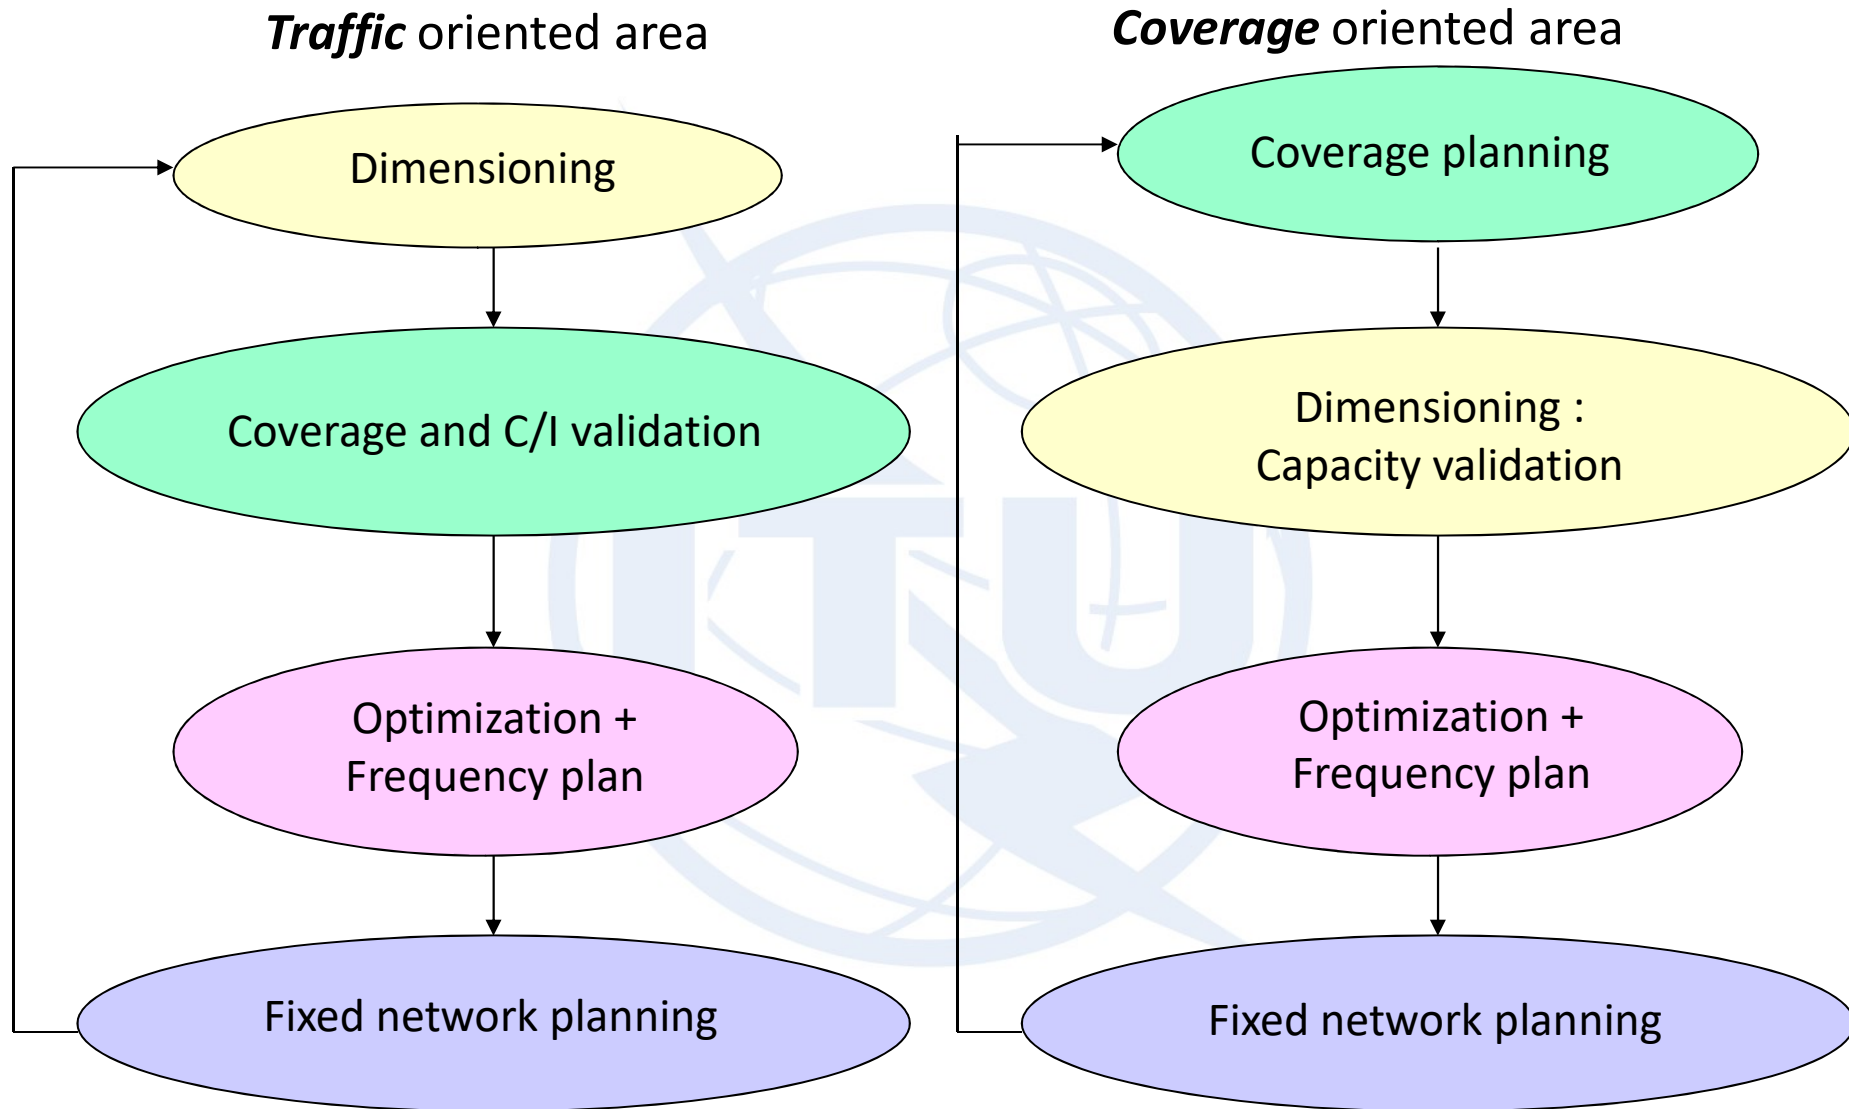 Traffic oriented area
Dimensioning
Coverage and C/I validation
Optimization +
Frequency plan
Fixed network planning
Coverage oriented area
Coverage planning
Dimensioning :
Capacity validation
Optimization +
Frequency plan
Fixed network planning
ITU